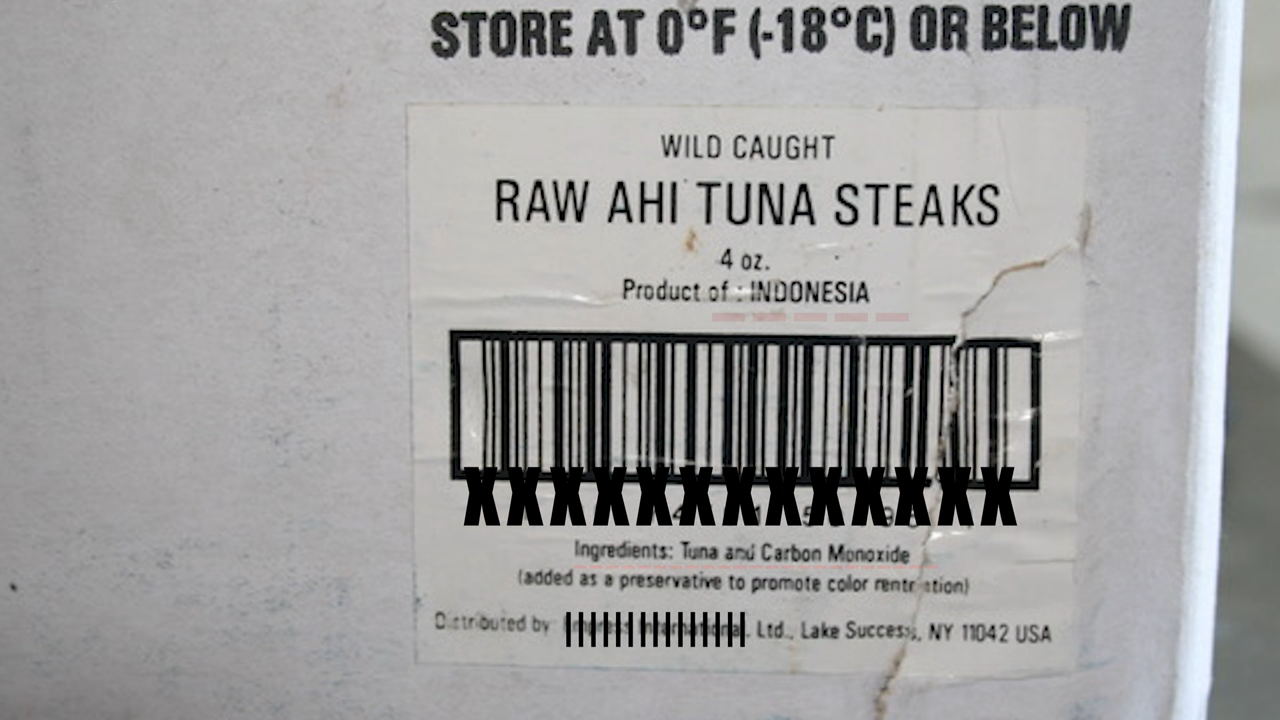 STORE AT 0°F (-18°C) OR BELOW
WILD CAUGHT
RAW AHI TUNA STEAKS
4 oz.
Product of : INDONESIA
XXXXXXXXXXXXX
Ingredients: Tuna and Carbon Monoxide
(added as a preservative to promote color
Distributed by Ltd., Lake Success, NY 11042 USA